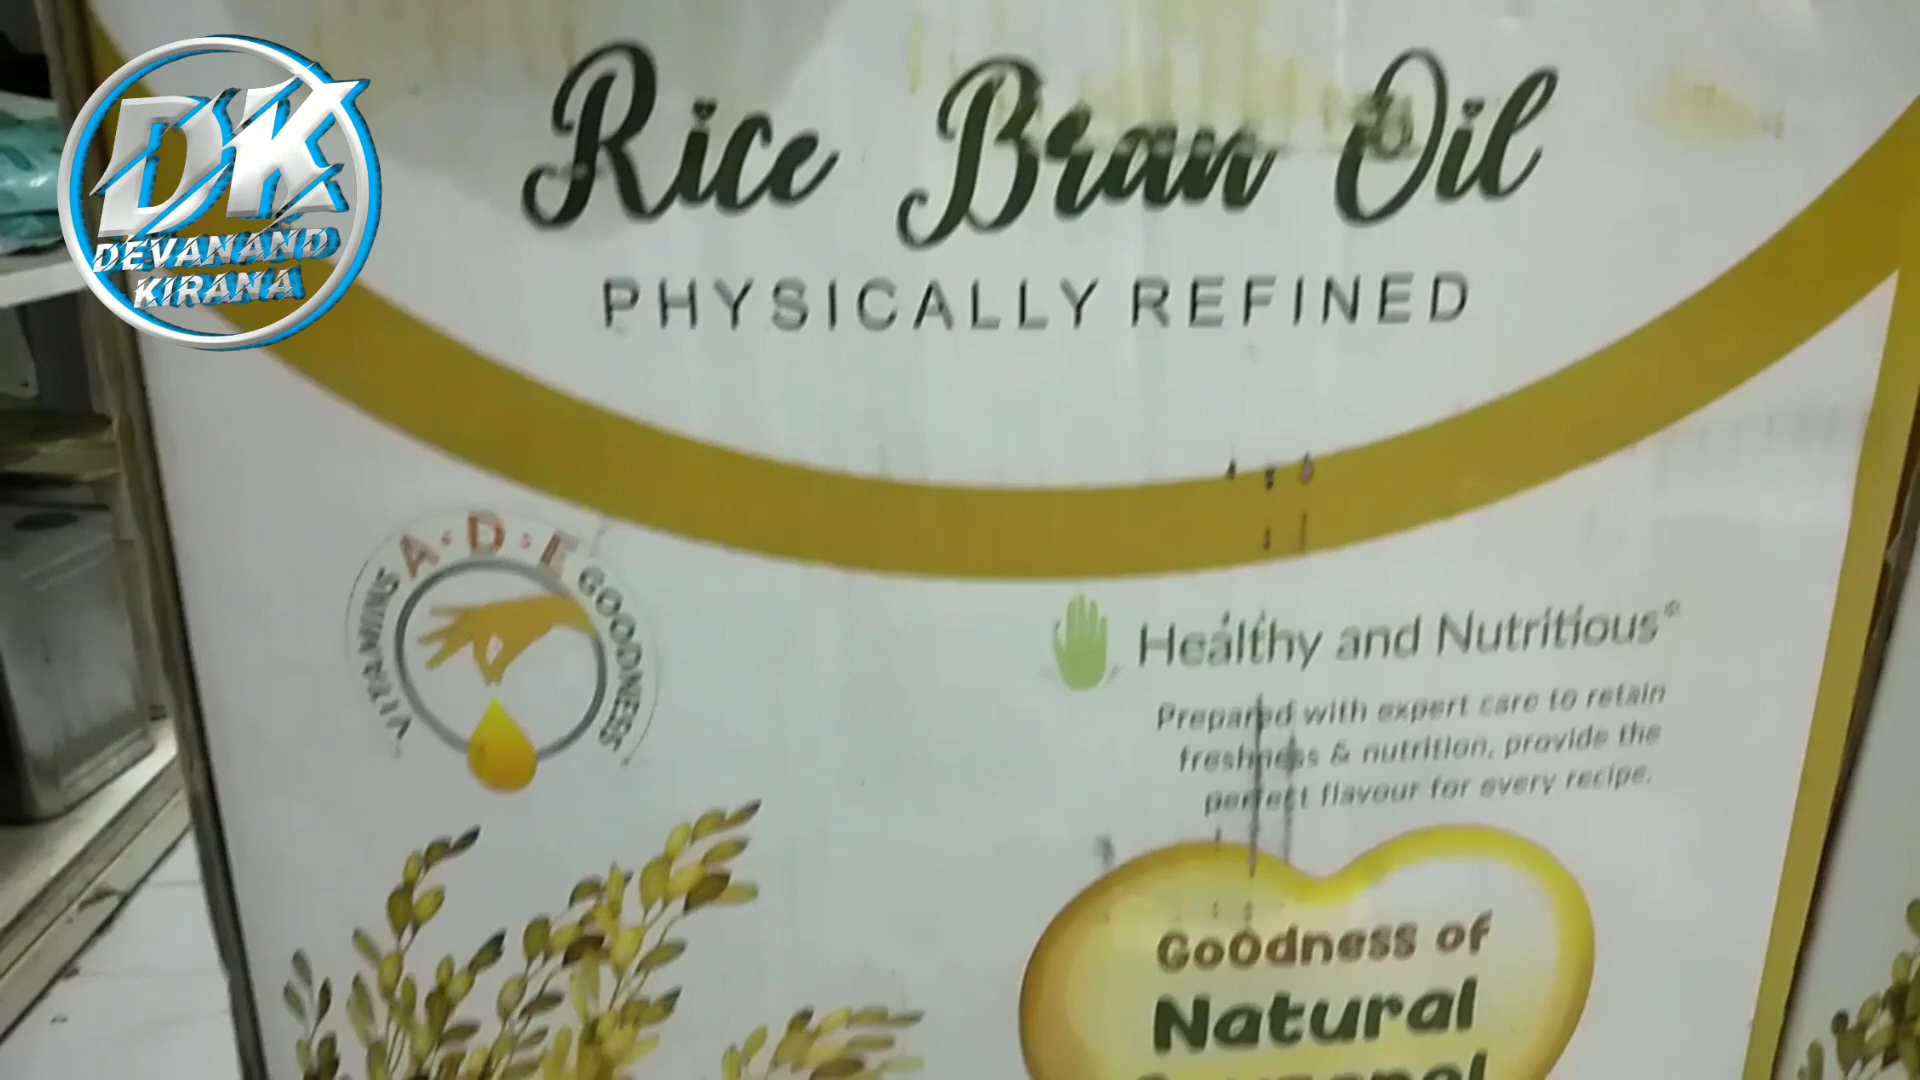 DK
DEVANAND
KIRANA
Rice Bran Oil
PHYSICALLY REFINED
VITAMINS A • D • E GOODNESS
Healthy and Nutritious®
Prepared with expert care to retain
freshness & nutrition, provide the
perfect flavour for every recipe.
GoOdness of
Natural